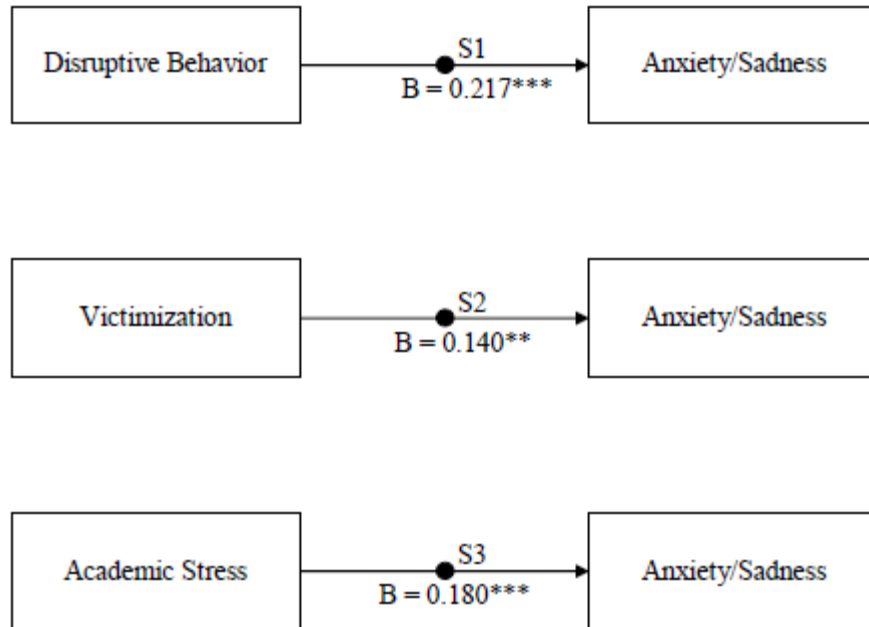 Disruptive Behavior
S1
B = 0.217***
Anxiety/Sadness
Victimization
S2
B = 0.140**
Anxiety/Sadness
Academic Stress
S3
B = 0.180***
Anxiety/Sadness